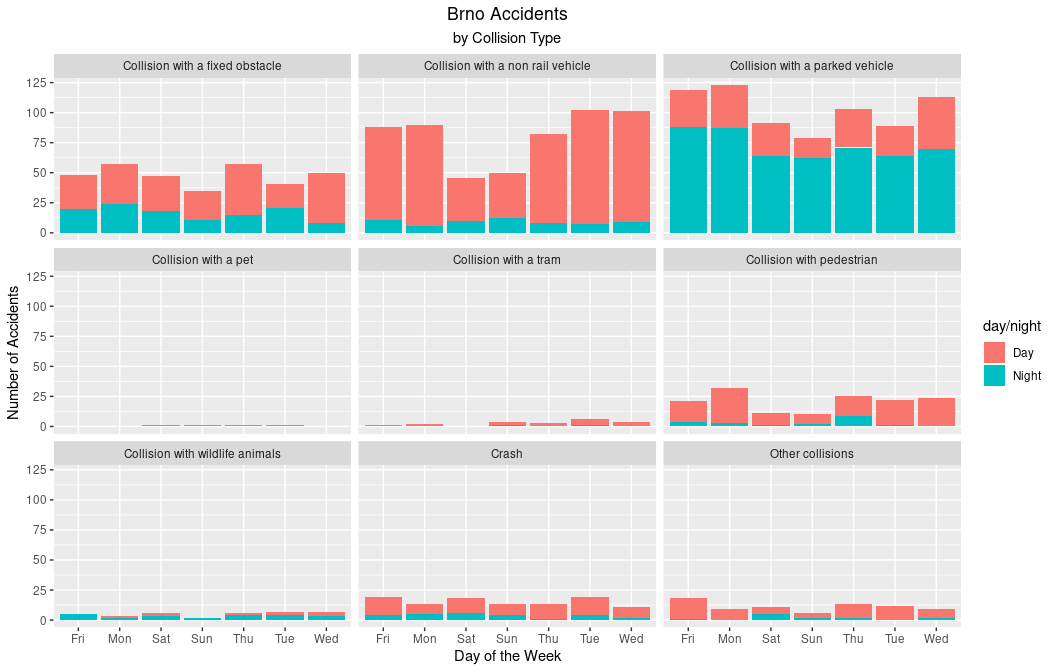 Brno Accidents
by Collision Type
Collision with a fixed obstacle
Collision with a non rail vehicle
Collision with a parked vehicle
125
100
75
50
25
0
Collision with a pet
Collision with a tram
Collision with pedestrian
125
100
75
50
25
0
Collision with wildlife animals
Crash
Other collisions
125
100
75
50
25
0
Fri Mon Sat Sun Thu Tue Wed
Fri Mon Sat Sun Thu Tue Wed
Fri Mon Sat Sun Thu Tue Wed
Day of the Week
Number of Accidents
day/night
Day
Night